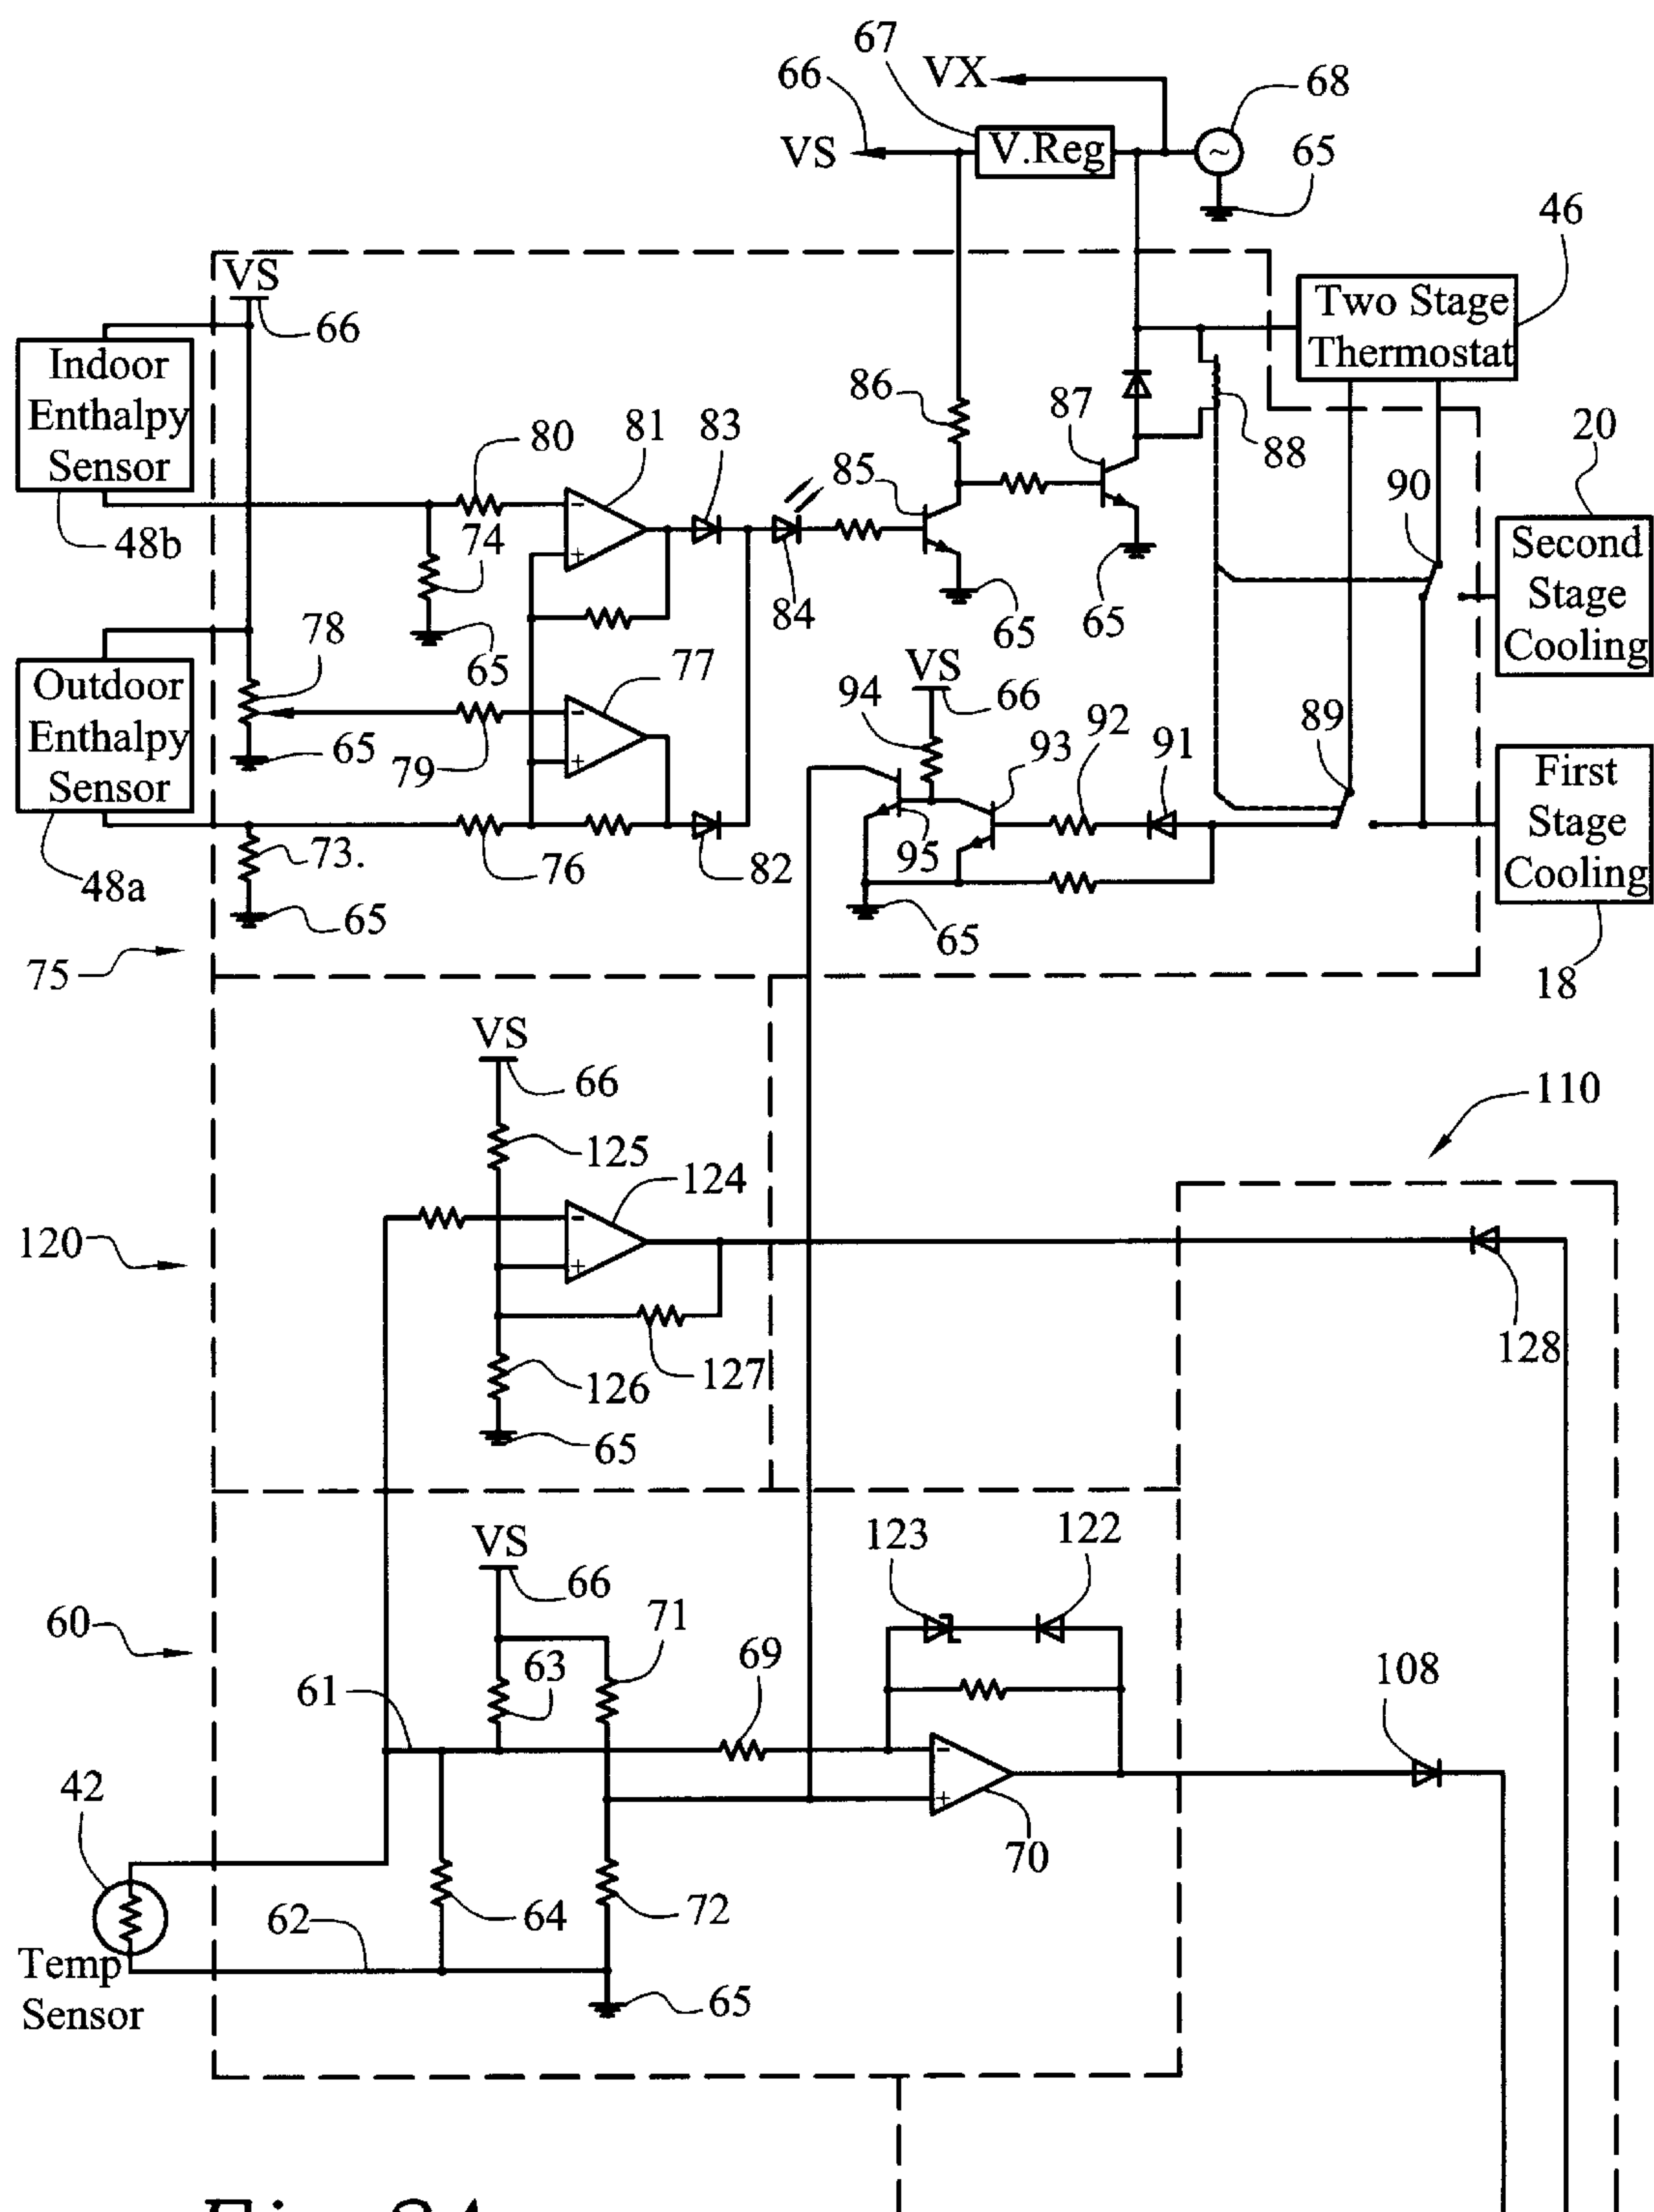 67
66
VX
68
VS
V.Reg
~
65
46
VS
66
Two Stage
Thermostat
Indoor
Enthalpy
Sensor
48b
80
81
83
86
87
88
20
85
90
74
-
+
84
65
65
65
Second
Stage
Cooling
78
77
VS
66
94
93
92
91
89
Outdoor
Enthalpy
Sensor
48a
65
79
-
+
First
Stage
Cooling
73.
76
82
95
65
65
75
18
VS
66
110
125
124
120
-
+
128
127
126
65
VS
66
123
122
60
71
63
69
108
61
42
-
+
70
64
72
62
Temp
Sensor
65